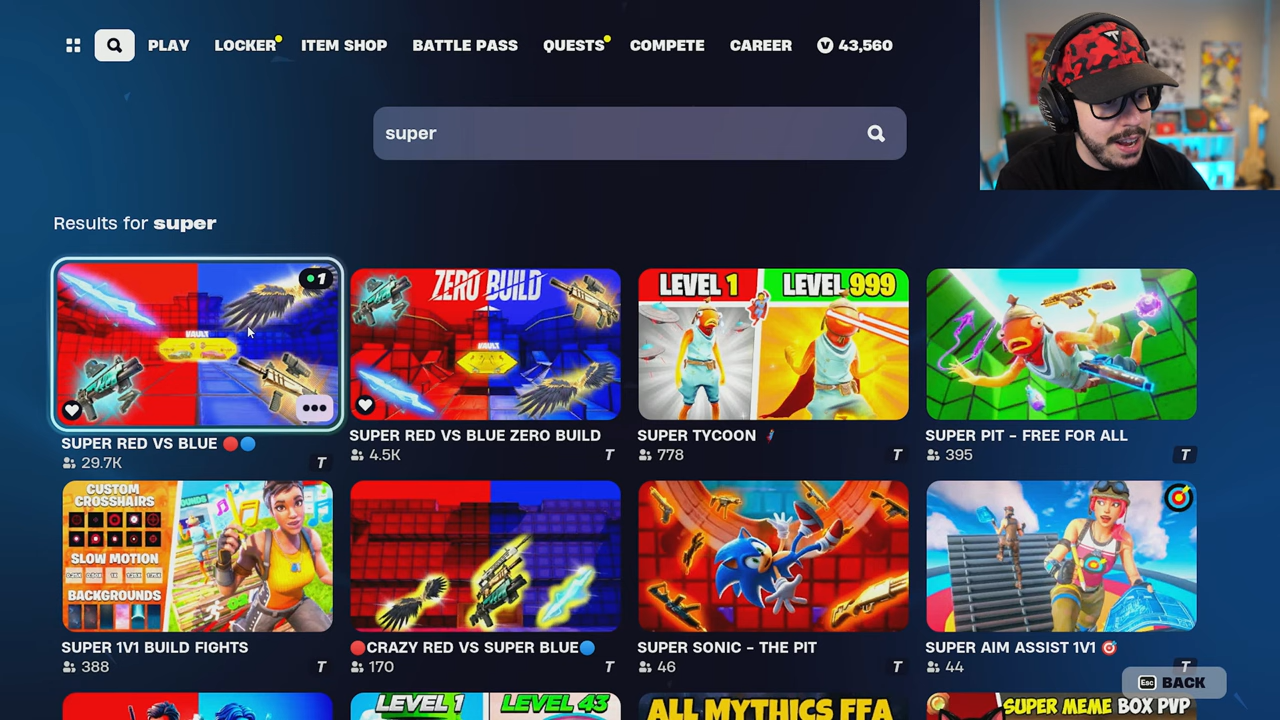 PLAY
LOCKER
ITEM SHOP
BATTLE PASS
QUESTS
COMPETE
CAREER
V 43,560
super
Results for super
1
VAULT
SUPER RED VS BLUE 🔴🔵
29.7K
T
ZERO BUILD
VAULT
SUPER RED VS BLUE ZERO BUILD
4.5K
T
LEVEL 1
LEVEL 999
SUPER TYCOON
778
T
SUPER PIT - FREE FOR ALL
395
T
CUSTOM
CROSSHAIRS
SLOW MOTION
BACKGROUNDS
SUPER 1V1 BUILD FIGHTS
388
T
🔴CRAZY RED VS SUPER BLUE🔵
170
T
SUPER SONIC - THE PIT
46
T
SUPER AIM ASSIST 1V1 🎯
44
T
Esc BACK
LEVEL 1
LEVEL 43
ALL MYTHICS FFA
SUPER MEME BOX PVP